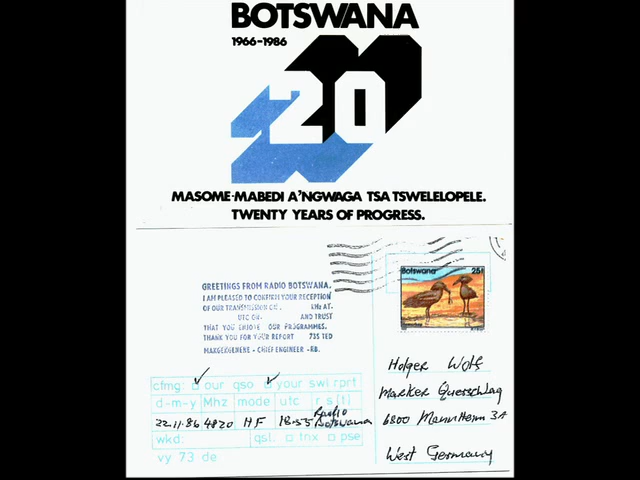 BOTSWANA
1966-1986
20
MASOME-MABEDI A'NGWAGA TSA TSWELELOPELE.
TWENTY YEARS OF PROGRESS.
GREETINGS FROM RADIO BOTSWANA.
I AM PLEASED TO CONFIRM YOUR RECEPTION
OF OUR TRANSMISSION ON . KHz AT.
UTC ON. AND TRUST
THAT YOU ENJOYE OUR PROGRAMMES.
THANK YOU FOR YOUR REPORT 73S TED
- CHIEF ENGINEER -RB.
Botswana 25t
cfmg: our qso your swl rprt
d-m-y Mhz mode utc r s (t)
22.11.86 4820 HF 18.55 Radio Botswana
wkd: qsl. tnx pse
vy 73 de
Holger Wolf
Marker Querschlag
6800 Mannheim 31
West Germany